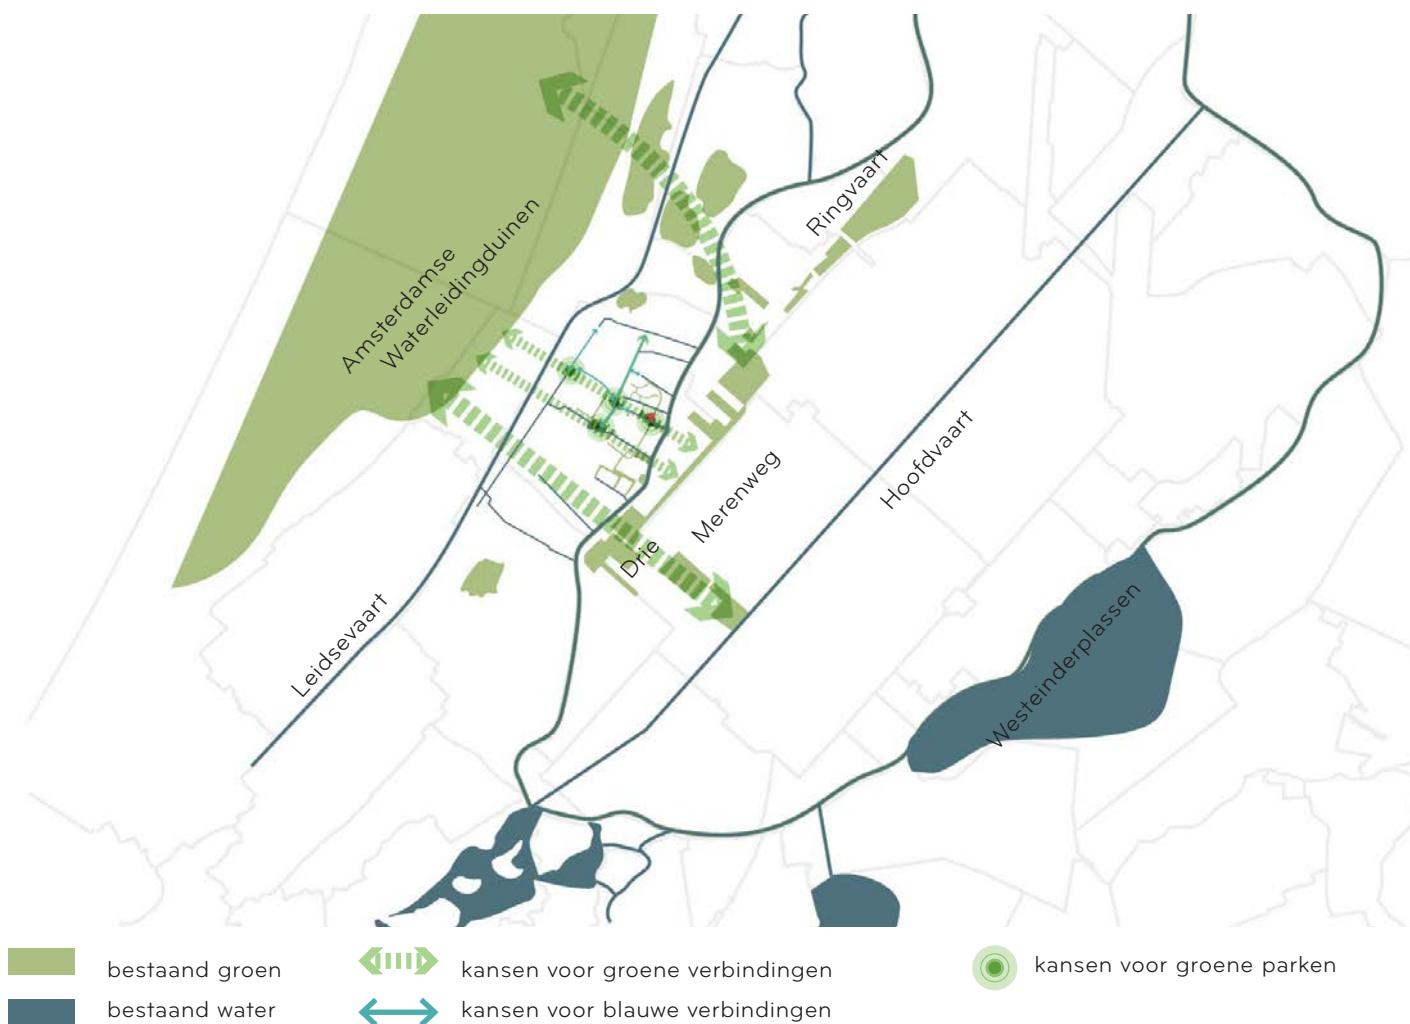 Ringvaart
Amsterdamse
Waterleidingduinen
Hoofdvaart
Drie Merenweg
Leidsevaart
Westeinderplassen
bestaand groen
kansen voor groene verbindingen
kansen voor groene parken
bestaand water
kansen voor blauwe verbindingen